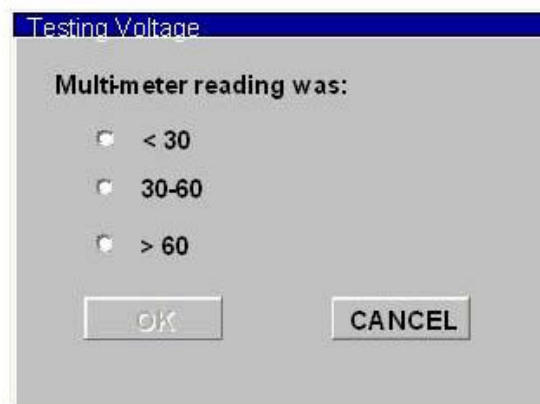 Testing Voltage
Multi-meter reading was:
< 30
30-60
> 60
OK CANCEL